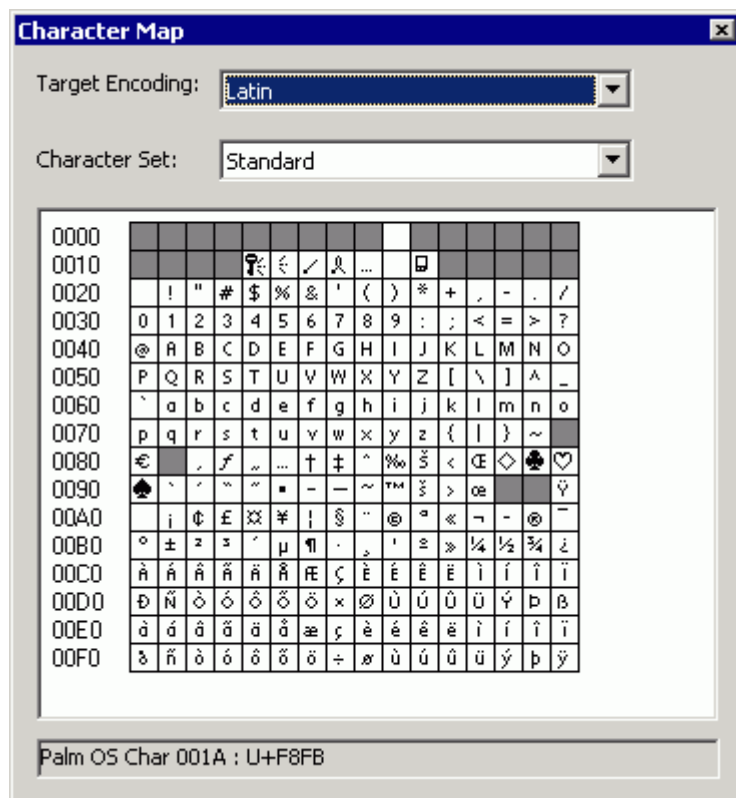 Character Map
Target Encoding: Latin
Character Set: Standard
0000
0010 …
0020 ! " # $ % & ' ( ) * + , - . /
0030 0 1 2 3 4 5 6 7 8 9 : ; < = > ?
0040 @ A B C D E F G H I J K L M N O
0050 P Q R S T U V W X Y Z [ \ ] ^ _
0060 ` a b c d e f g h i j k l m n o
0070 p q r s t u v w x y z { | } ~
0080 € ‚ ƒ „ … † ‡ ˆ ‰ Š ‹ Œ ♢ ♣ ♡
0090 ♠ ‘ ’ “ ” ▪ – — ˜ ™ š › œ Ÿ
00A0 ¡ ¢ £ ¤ ¥ ¦ § ¨ © ª « ¬ - ® ¯
00B0 ° ± ² ³ ´ µ ¶ · ¸ ¹ º » ¼ ½ ¾ ¿
00C0 À Á Â Ã Ä Å Æ Ç È É Ê Ë Ì Í Î Ï
00D0 Ð Ñ Ò Ó Ô Õ Ö × Ø Ù Ú Û Ü Ý Þ ß
00E0 à á â ã ä å æ ç è é ê ë ì í î ï
00F0 ð ñ ò ó ô õ ö ÷ ø ù ú û ü ý þ ÿ
Palm OS Char 001A : U+F8FB